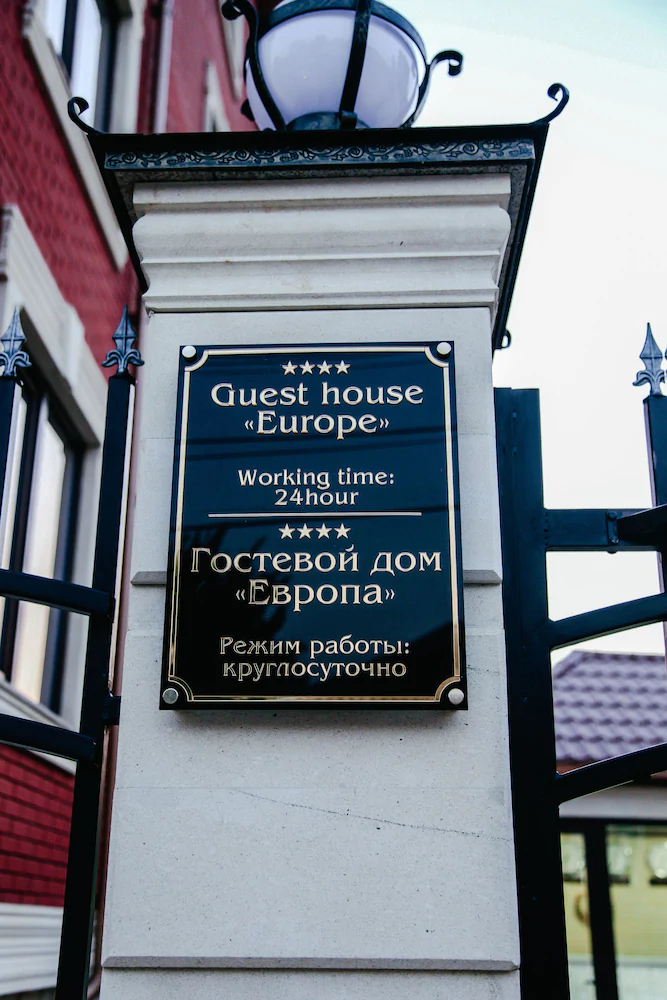 ★★★★
Guest house
«Europe»
Working time:
24hour
★★★★
Гостевой дом
«Европа»
Режим работы:
круглосуточно